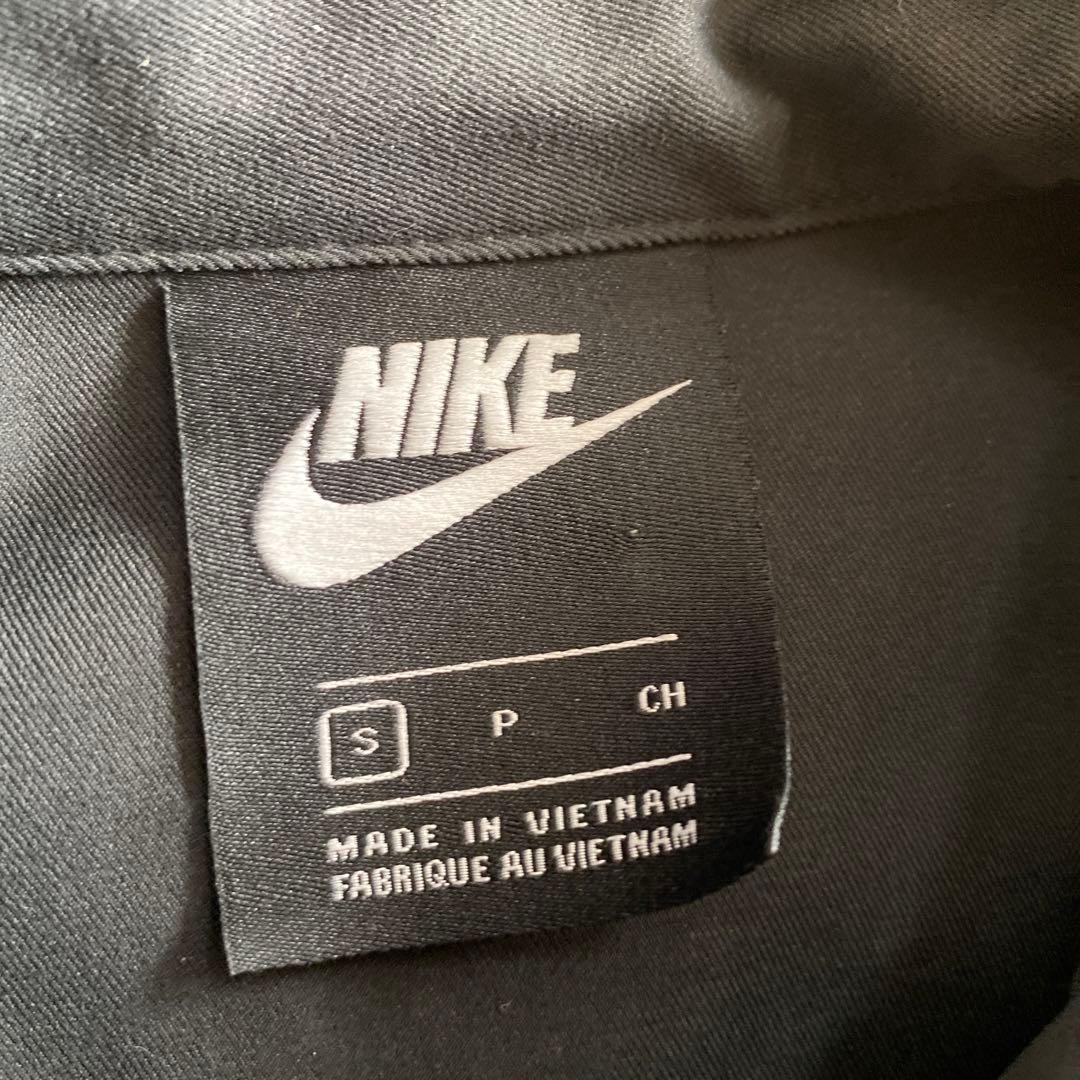 NIKE
S P CH
MADE IN VIETNAM
FABRIQUE AU VIETNAM